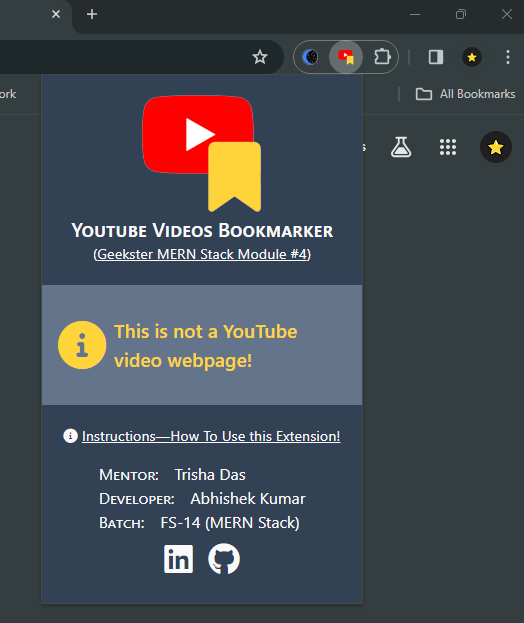 ork
All Bookmarks
s
Youtube Videos Bookmarker
(Geekster MERN Stack Module #4)
This is not a YouTube
video webpage!
Instructions—How To Use this Extension!
Mentor: Trisha Das
Developer: Abhishek Kumar
Batch: FS-14 (MERN Stack)
in